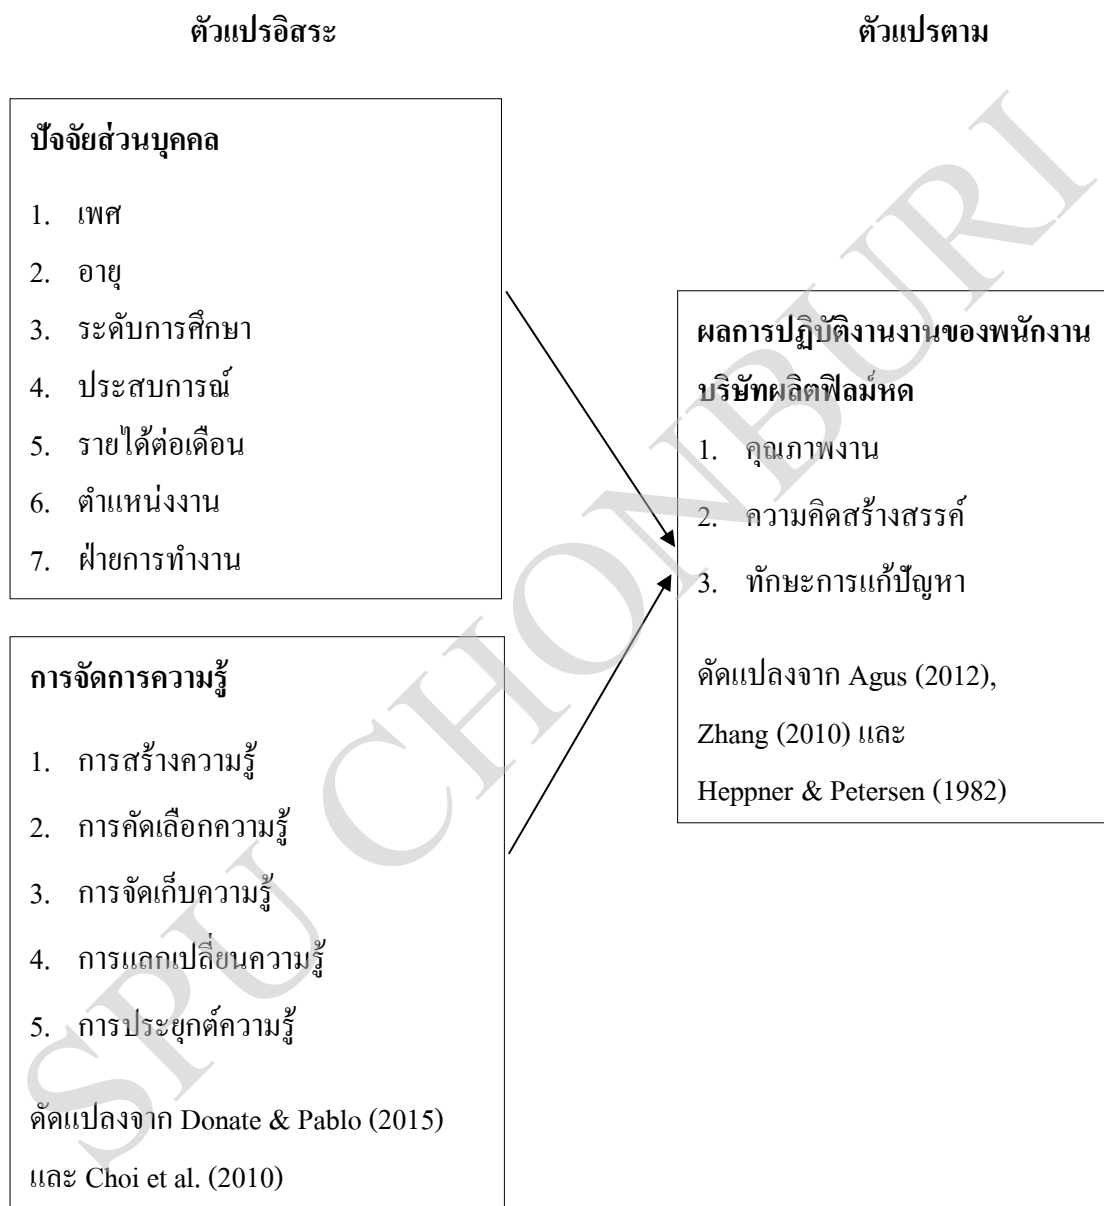 ตัวแปรอิสระ
ตัวแปรตาม
ปัจจัยส่วนบุคคล
1. เพศ
2. อายุ
3. ระดับการศึกษา
4. ประสบการณ์
5. รายได้ต่อเดือน
6. ตำแหน่งงาน
7. ฝ่ายการทำงาน
การจัดการความรู้
1. การสร้างความรู้
2. การคัดเลือกความรู้
3. การจัดเก็บความรู้
4. การแลกเปลี่ยนความรู้
5. การประยุกต์ความรู้
ดัดแปลงจาก Donate & Pablo (2015)
และ Choi et al. (2010)
ผลการปฏิบัติงานงานของพนักงาน
บริษัทผลิตฟิล์มหด
1. คุณภาพงาน
2. ความคิดสร้างสรรค์
3. ทักษะการแก้ปัญหา
ดัดแปลงจาก Agus (2012),
Zhang (2010) และ
Heppner & Petersen (1982)
SPU CHONBURI